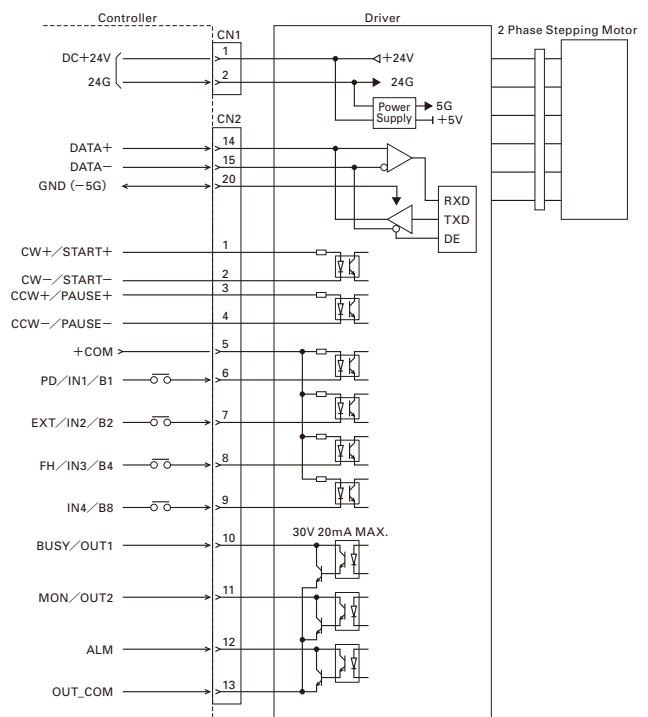 Controller
Driver
2 Phase Stepping Motor
CN1
DC+24V
1
+24V
24G
2
24G
Power
Supply
5G
+5V
CN2
DATA+
14
DATA−
15
GND (−5G)
20
RXD
TXD
DE
CW+/START+
1
CW−/START−
2
CCW+/PAUSE+
3
CCW−/PAUSE−
4
+COM
5
PD/IN1/B1
6
EXT/IN2/B2
7
FH/IN3/B4
8
IN4/B8
9
30V 20mA MAX.
BUSY/OUT1
10
MON/OUT2
11
ALM
12
OUT_COM
13